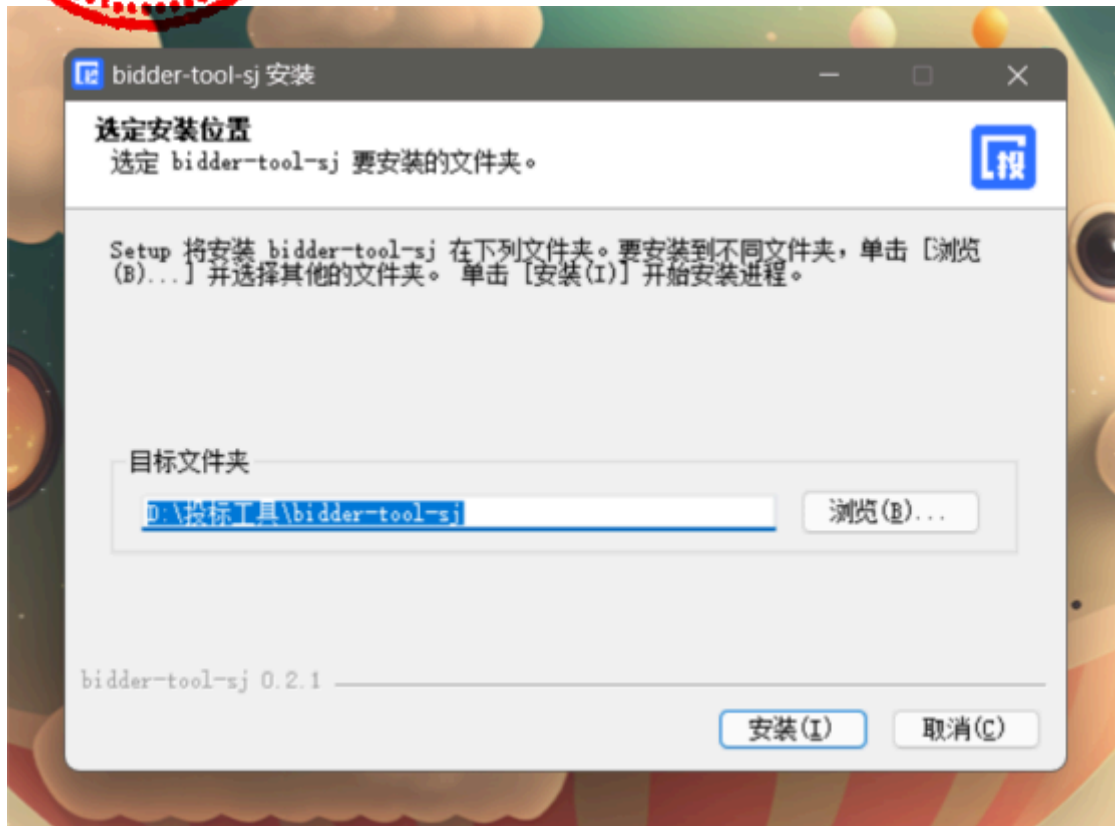 bidder-tool-sj 安装
选定安装位置
选定 bidder-tool-sj 要安装的文件夹。
投
Setup 将安装 bidder-tool-sj 在下列文件夹。要安装到不同文件夹，单击 [浏览
(B)...] 并选择其他的文件夹。 单击 [安装(I)] 开始安装进程。
目标文件夹
D:\投标工具\bidder-tool-sj
浏览(B)...
bidder-tool-sj 0.2.1
安装(I)
取消(C)